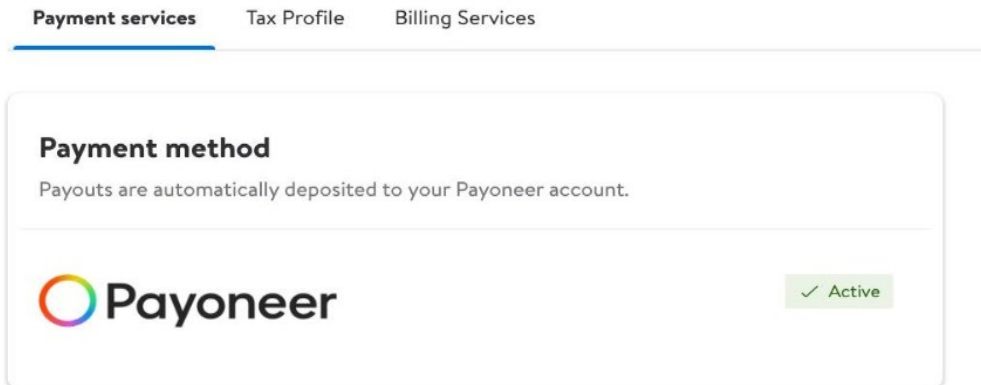 Payment services Tax Profile Billing Services
Payment method
Payouts are automatically deposited to your Payoneer account.
Payoneer
Active